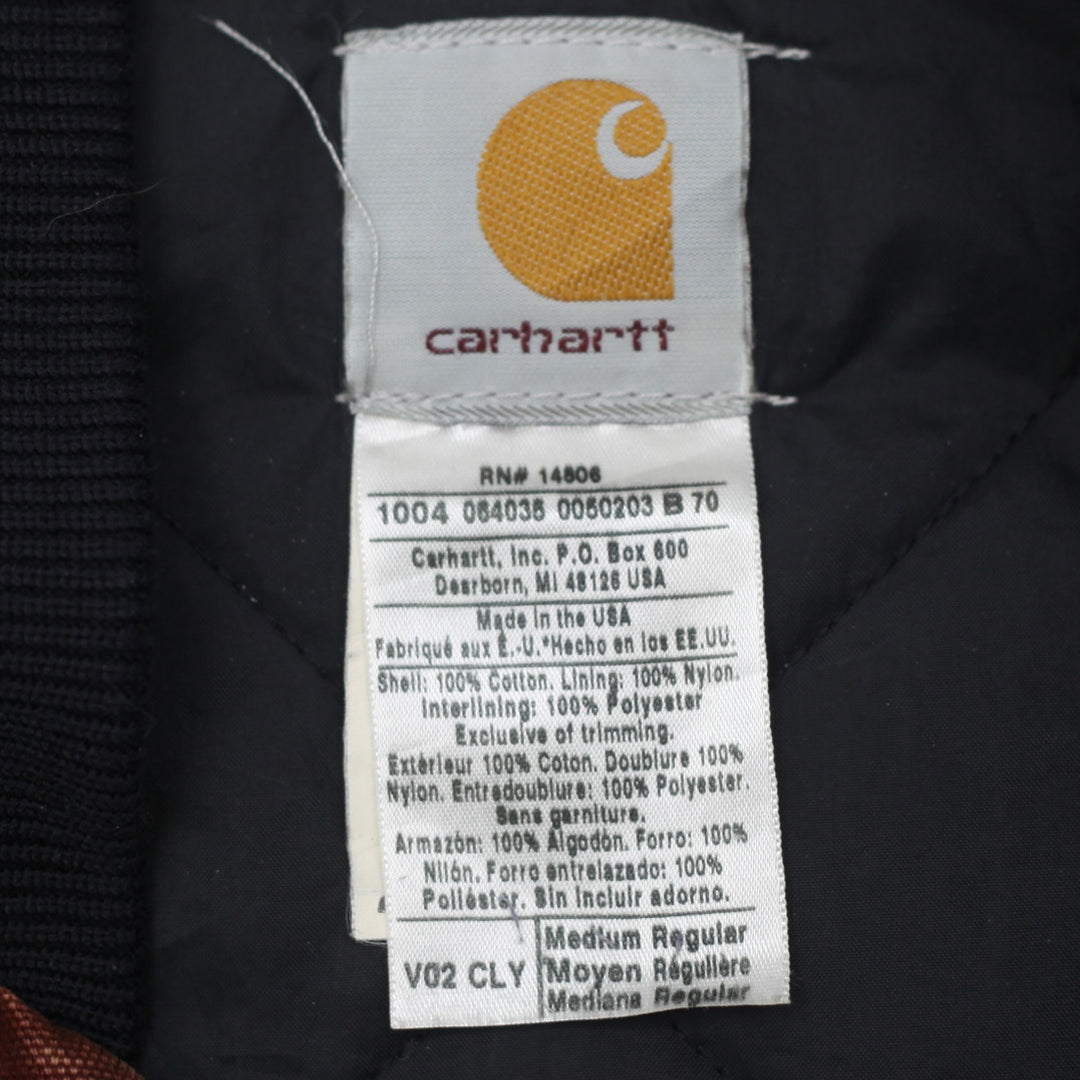 carhartt
RN# 14806
1004 064035 0050203 B 70
Carhartt, Inc. P.O. Box 600
Dearborn, MI 48126 USA
Made in the USA
Fabriqué aux É.-U.*Hecho en los EE.UU.
Shell: 100% Cotton. Lining: 100% Nylon.
Interlining: 100% Polyester
Exclusive of trimming.
Extérieur 100% Coton. Doublure 100%
Nylon. Entredoublure: 100% Polyester.
Sans garniture.
Armazón: 100% Algodón. Forro: 100%
Nilón. Forro entrelazado: 100%
Poliéster. Sin incluir adorno.
V02 CLY
Medium Regular
Moyen Régulière
Mediana Regular